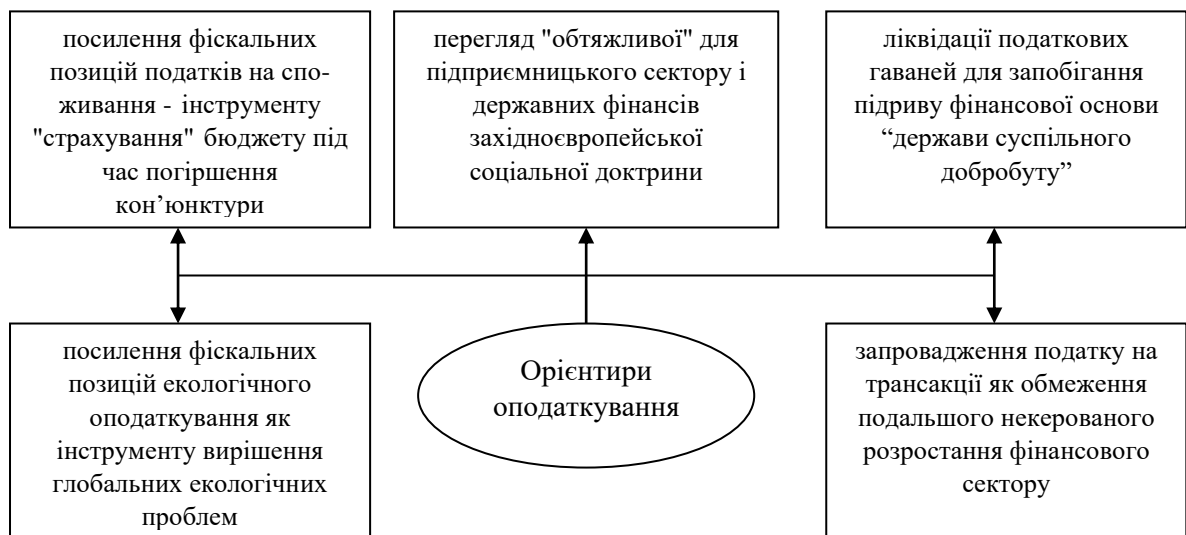 посилення фіскальних
позицій податків на спо-
живання - інструменту
"страхування" бюджету під
час погіршення
кон’юнктури
перегляд "обтяжливої" для
підприємницького сектору і
державних фінансів
західноєвропейської
соціальної доктрини
ліквідації податкових
гаваней для запобігання
підриву фінансової основи
“держави суспільного
добробуту”
посилення фіскальних
позицій екологічного
оподаткування як
інструменту вирішення
глобальних екологічних
проблем
Орієнтири
оподаткування
запровадження податку на
трансакції як обмеження
подальшого некерованого
розростання фінансового
сектору